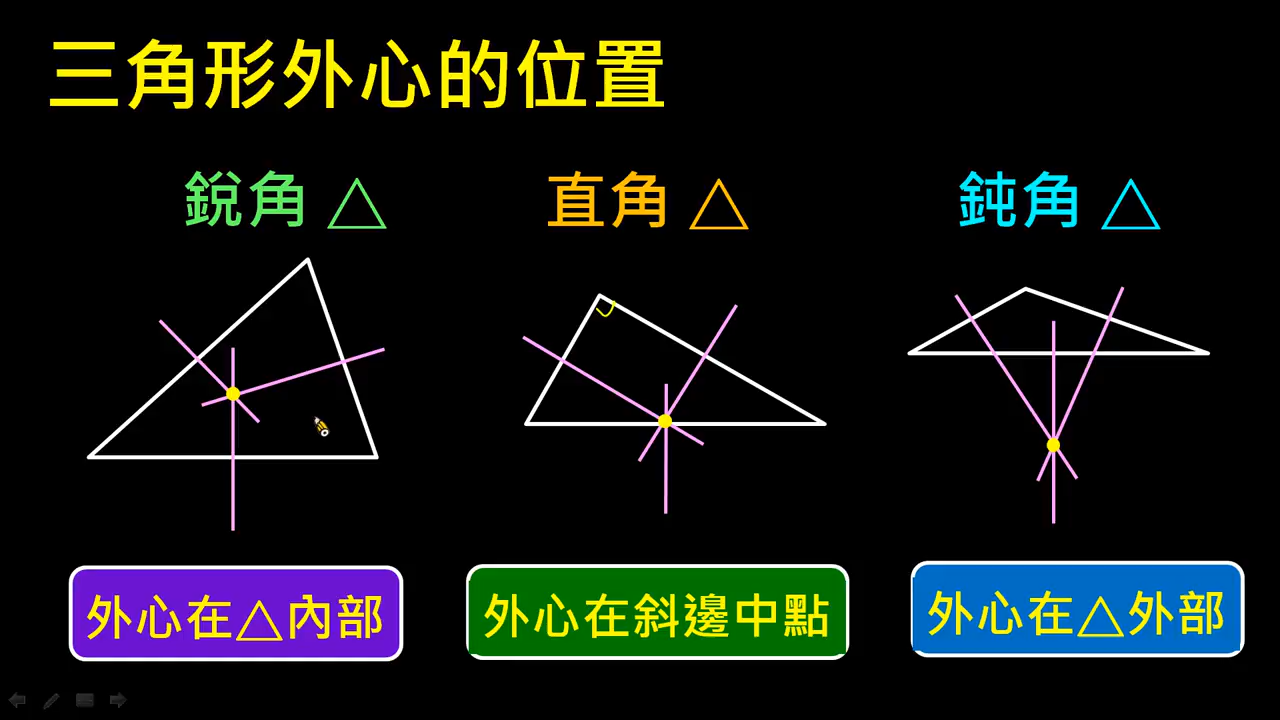 三角形外心的位置
銳角△
直角△
鈍角△
外心在△內部
外心在斜邊中點
外心在△外部